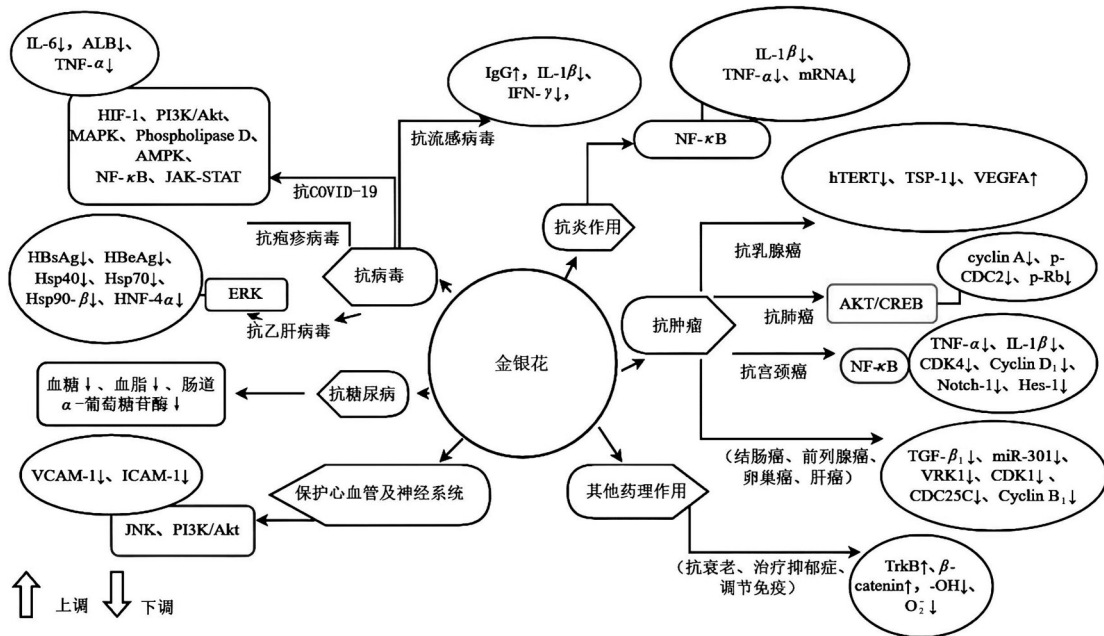 IL-6↓, ALB↓、
TNF-α↓
HIF-1、PI3K/Akt、
MAPK、Phospholipase D、
AMPK、
NF-κB、JAK-STAT
抗COVID-19
抗流感病毒
IgG↑, IL-1β↓、
IFN-γ↓,
IL-1β↓、
TNF-α↓、mRNA↓
NF-κB
抗炎作用
hTERT↓、TSP-1↓、VEGFA↑
抗乳腺癌
抗疱疹病毒
抗病毒
HBsAg↓、HBeAg↓、
Hsp40↓、Hsp70↓、
Hsp90-β↓、HNF-4α↓
ERK
抗乙肝病毒
cyclin A↓、p-
CDC2↓、p-Rb↓
AKT/CREB
抗肺癌
抗肿瘤
金银花
抗宫颈癌
NF-κB
TNF-α↓、IL-1β↓、
CDK4↓、Cyclin D₁↓、
Notch-1↓、Hes-1↓
血糖↓、血脂↓、肠道
α-葡萄糖苷酶↓
抗糖尿病
(结肠癌、前列腺癌、
卵巢癌、肝癌)
TGF-β₁↓、miR-301↓、
VRK1↓、CDK1↓、
CDC25C↓、Cyclin B₁↓
VCAM-1↓、ICAM-1↓
JNK、PI3K/Akt
保护心血管及神经系统
其他药理作用
(抗衰老、治疗抑郁症、
调节免疫)
TrkB↑、β-
catenin↑, -OH↓、
O₂⁻↓
上调
下调